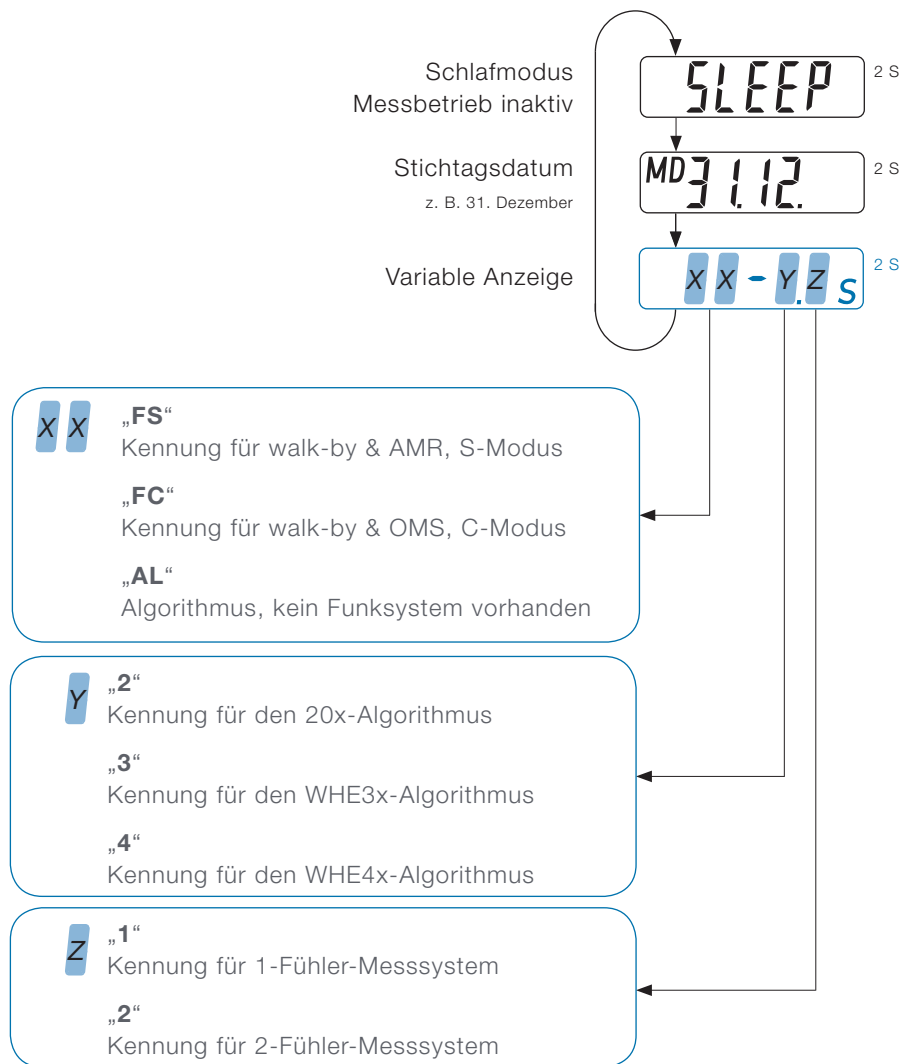 Schlafmodus
Messbetrieb inaktiv
SLEEP
2 S
Stichtagsdatum
z. B. 31. Dezember
MD 31.12.
2 S
Variable Anzeige
X X - Y.Z S
2 S
X X
„FS“
Kennung für walk-by & AMR, S-Modus
„FC“
Kennung für walk-by & OMS, C-Modus
„AL“
Algorithmus, kein Funksystem vorhanden
Y
„2“
Kennung für den 20x-Algorithmus
„3“
Kennung für den WHE3x-Algorithmus
„4“
Kennung für den WHE4x-Algorithmus
Z
„1“
Kennung für 1-Fühler-Messsystem
„2“
Kennung für 2-Fühler-Messsystem